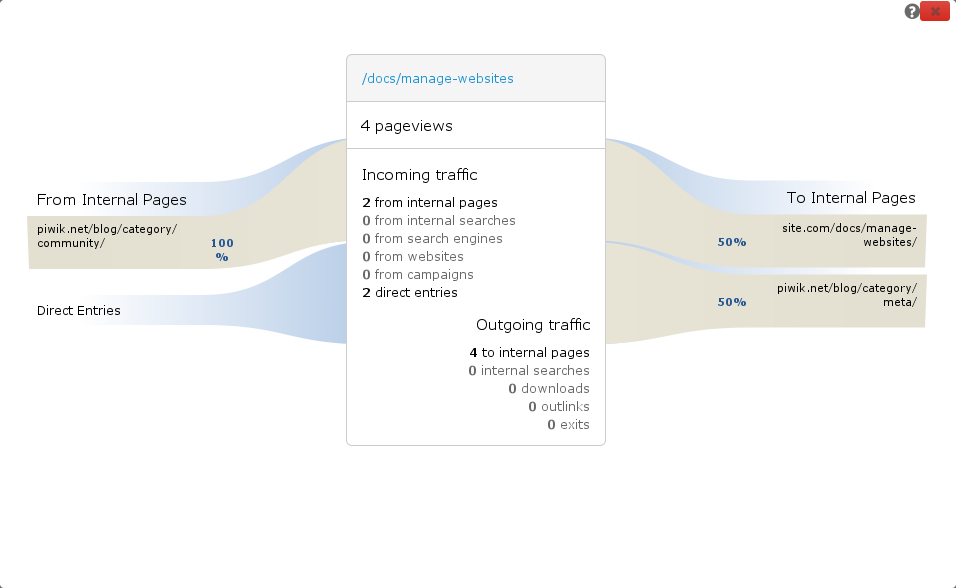 ?
/docs/manage-websites
4 pageviews
From Internal Pages
piwik.net/blog/category/
community/
100
%
Direct Entries
Incoming traffic
2 from internal pages
0 from internal searches
0 from search engines
0 from websites
0 from campaigns
2 direct entries
Outgoing traffic
4 to internal pages
0 internal searches
0 downloads
0 outlinks
0 exits
To Internal Pages
50%
site.com/docs/manage-
websites/
50%
piwik.net/blog/category/
meta/